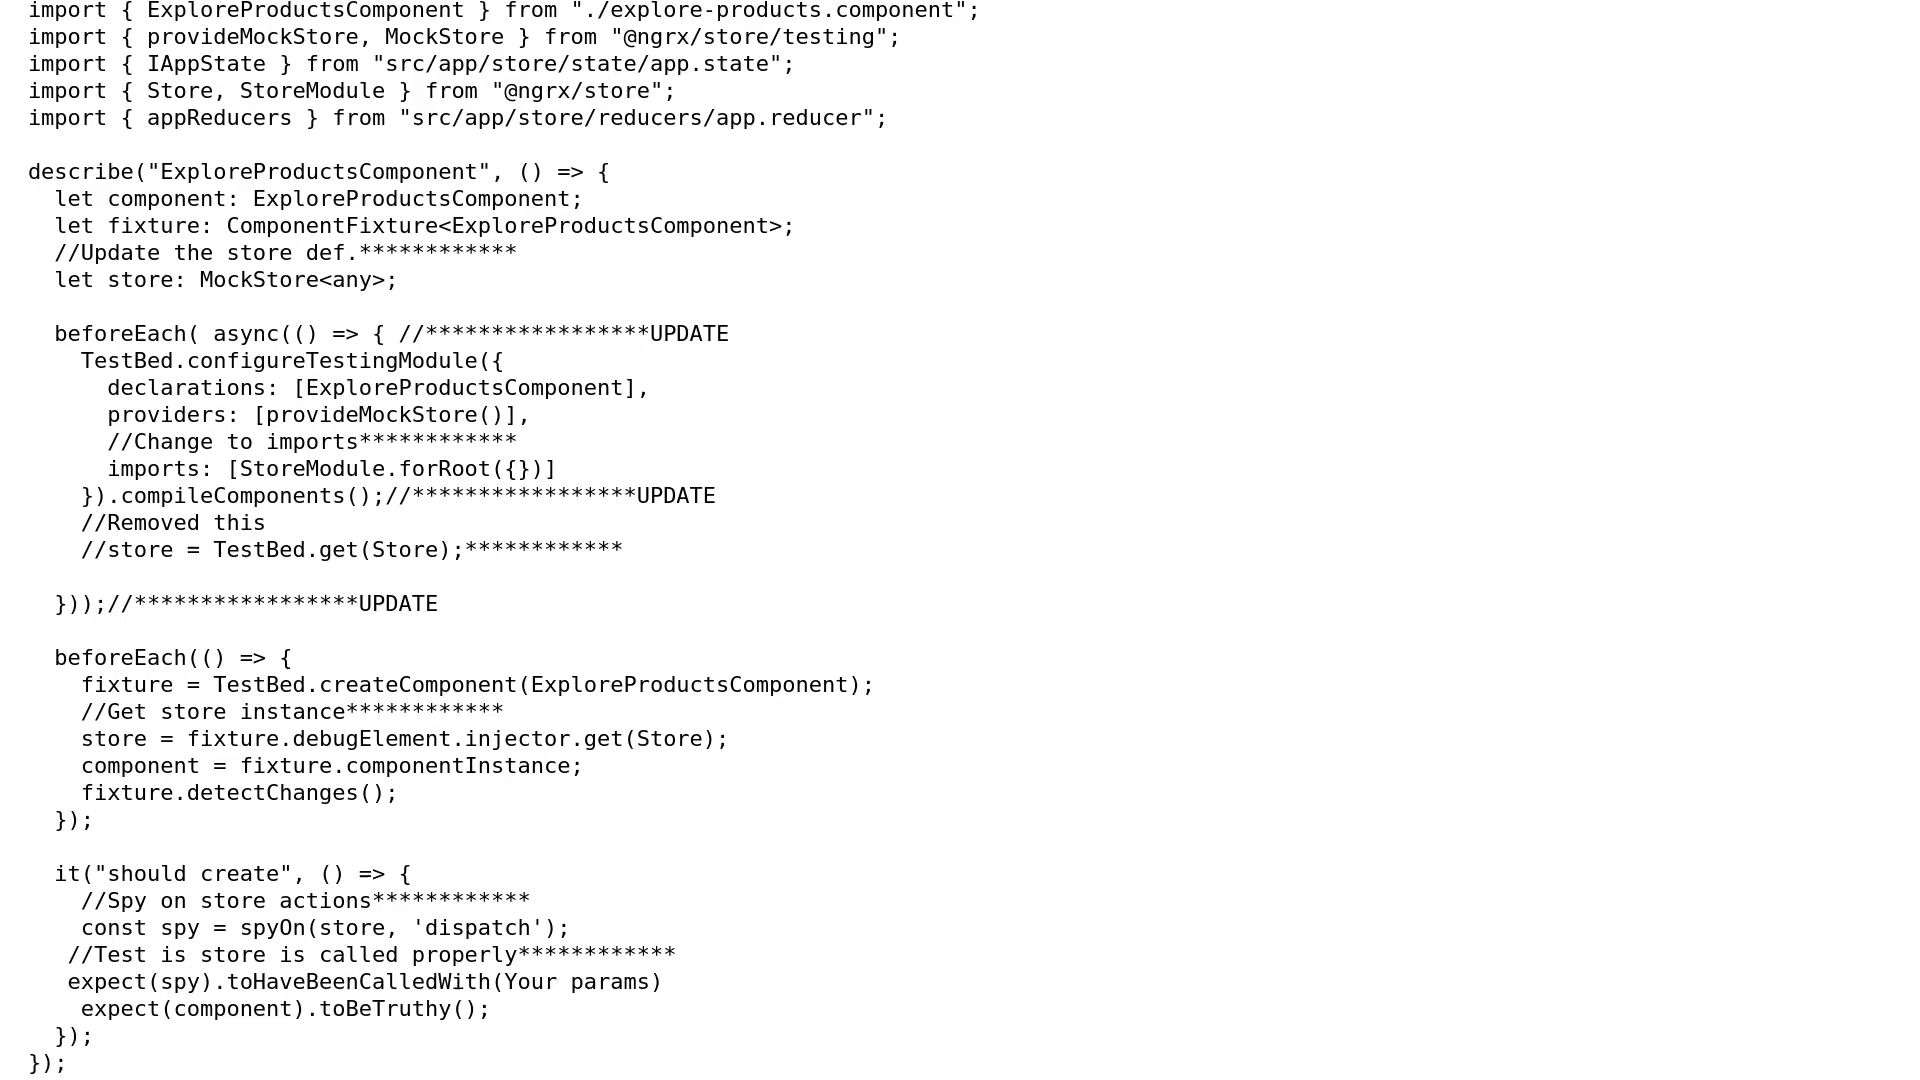 import { ExploreProductsComponent } from "./explore-products.component";
import { provideMockStore, MockStore } from "@ngrx/store/testing";
import { IAppState } from "src/app/store/state/app.state";
import { Store, StoreModule } from "@ngrx/store";
import { appReducers } from "src/app/store/reducers/app.reducer";

describe("ExploreProductsComponent", () => {
  let component: ExploreProductsComponent;
  let fixture: ComponentFixture<ExploreProductsComponent>;
  //Update the store def.************
  let store: MockStore<any>;

  beforeEach( async(() => { //*****************UPDATE
    TestBed.configureTestingModule({
      declarations: [ExploreProductsComponent],
      providers: [provideMockStore()],
      //Change to imports************
      imports: [StoreModule.forRoot({})]
    }).compileComponents();//*****************UPDATE
    //Removed this
    //store = TestBed.get(Store);************

  }));//*****************UPDATE

  beforeEach(() => {
    fixture = TestBed.createComponent(ExploreProductsComponent);
    //Get store instance************
    store = fixture.debugElement.injector.get(Store);
    component = fixture.componentInstance;
    fixture.detectChanges();
  });

  it("should create", () => {
    //Spy on store actions************
    const spy = spyOn(store, 'dispatch');
   //Test is store is called properly************
   expect(spy).toHaveBeenCalledWith(Your params)
    expect(component).toBeTruthy();
  });
});